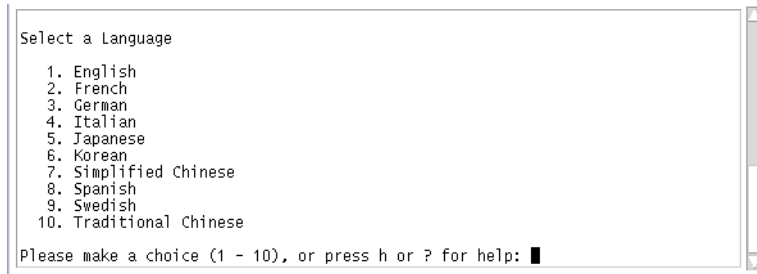 Select a Language
1. English
2. French
3. German
4. Italian
5. Japanese
6. Korean
7. Simplified Chinese
8. Spanish
9. Swedish
10. Traditional Chinese
Please make a choice (1 - 10), or press h or ? for help: